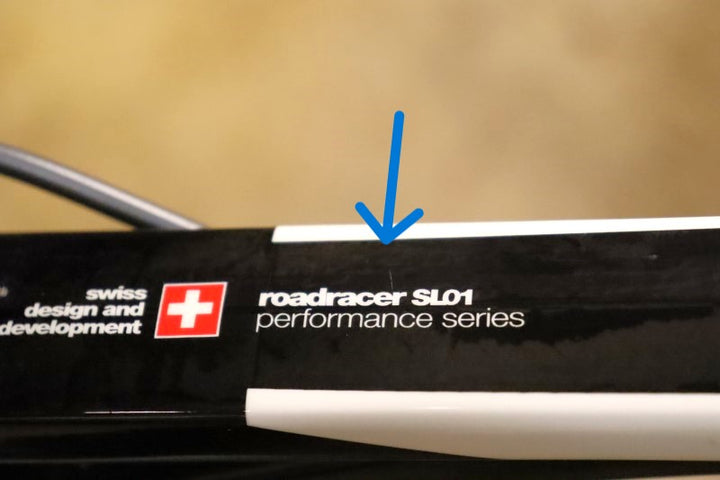 swiss
design and
development
roadracer SL01
performance series